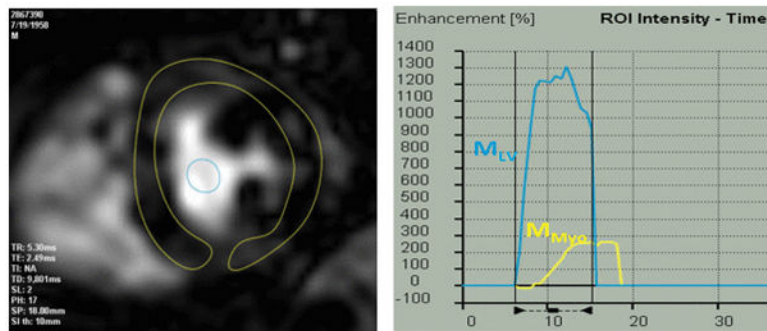 2867390
7/19/1958
M
TR: 5.30ms
TE: 2.49ms
TI: NA
TD: 9,801ms
SL: 2
PH: 17
SP: 18.00mm
Sl th: 10mm
Enhancement [%] ROI Intensity - Time
1400
1300
1200
1100
1000
900
800
700
600
500
400
300
200
100
0
-100
M LV
M Myo
0 10 20 30